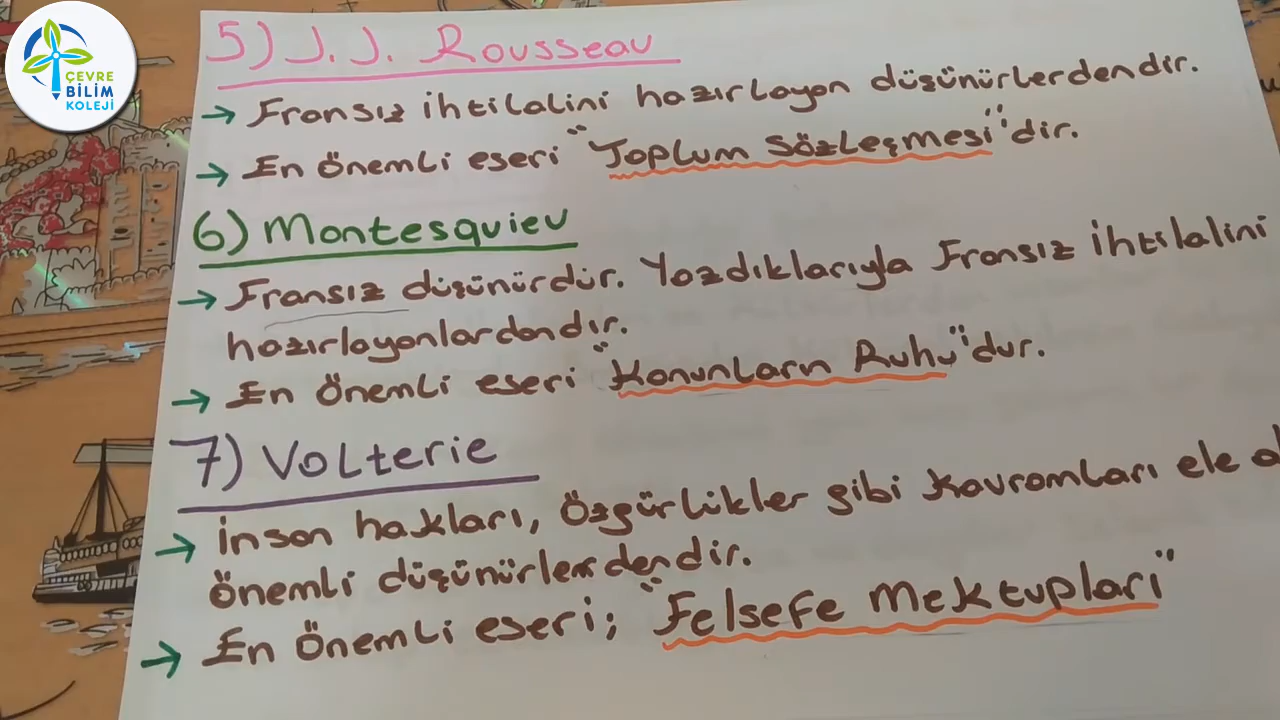 ÇEVRE
BİLİM
KOLEJİ
5) J.J. Rousseau
→ Fransız ihtilalini hazırlayan düşünürlerdendir.
→ En önemli eseri "Toplum Sözleşmesi"'dir.
6) Montesquieu
→ Fransız düşünürdür. Yazdıklarıyla Fransız İhtilalini
hazırlayanlardandır.
→ En önemli eseri "Kanunların Ruhu"dur.
7) Volterie
→ İnsan hakları, özgürlükler gibi kavramları ele
önemli düşünürlerdendir.
→ En önemli eseri; "Felsefe Mektupları"